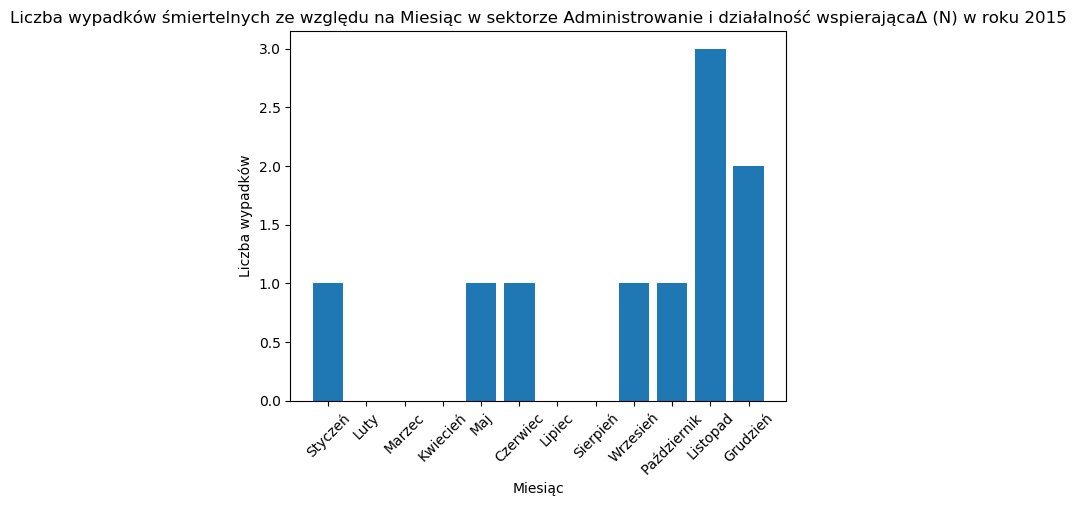 Liczba wypadków śmiertelnych ze względu na Miesiąc w sektorze Administrowanie i działalność wspierającaΔ (N) w roku 2015
3.0
2.5
2.0
1.5
1.0
0.5
0.0
Liczba wypadków
Styczeń
Luty
Marzec
Kwiecień
Maj
Czerwiec
Lipiec
Sierpień
Wrzesień
Październik
Listopad
Grudzień
Miesiąc